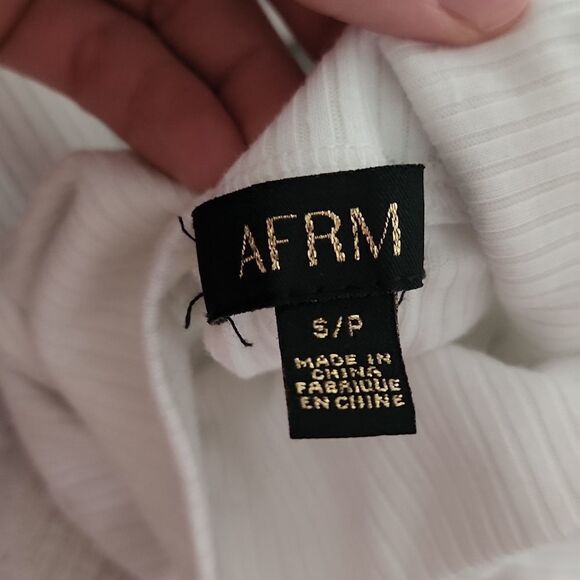 AFRM
S/P
MADE IN
CHINA
FABRIQUE
EN CHINE